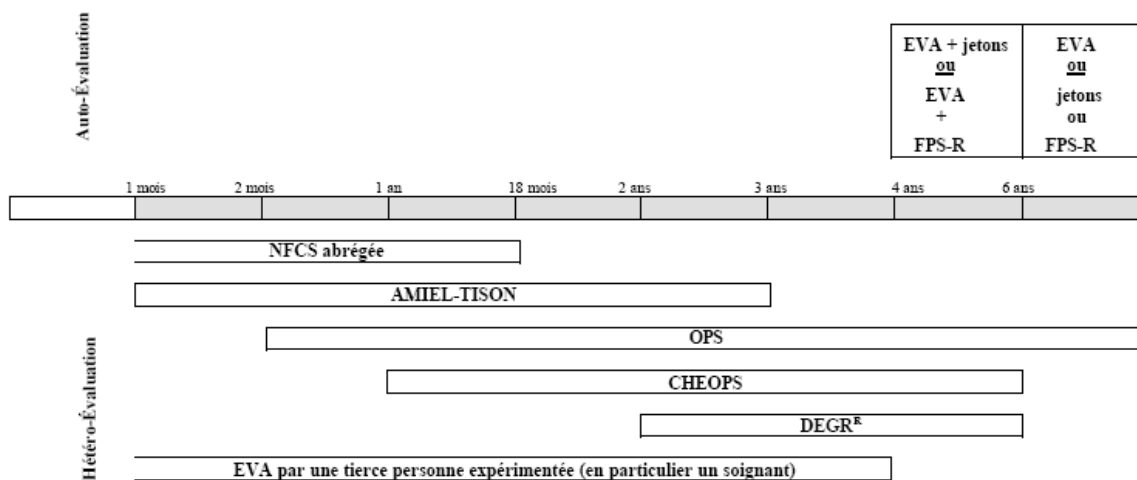 Auto-Évaluation
EVA + jetons
ou
EVA
+
FPS-R
EVA
ou
jetons
ou
FPS-R
1 mois 2 mois 1 an 18 mois 2 ans 3 ans 4 ans 6 ans
Hétéro-Évaluation
NFCS abrégée
AMIEL-TISON
OPS
CHEOPS
DEGRᴿ
EVA par une tierce personne expérimentée (en particulier un soignant)